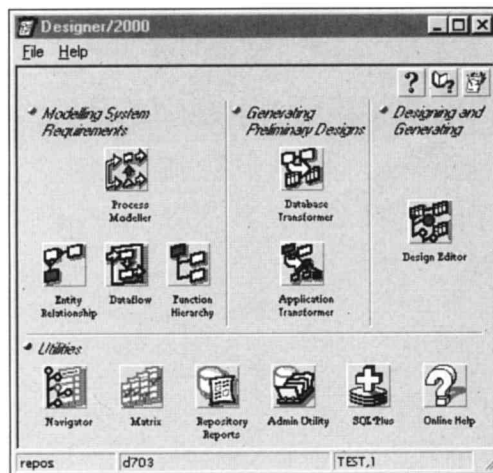 Designer/2000
File Help
Modelling System
Requirements
Generating
Preliminary Designs
Designing and
Generating
Process
Modeller
Database
Transformer
Design Editor
Entity
Relationship
Dataflow
Function
Hierarchy
Application
Transformer
Utilities
Navigator
Matrix
Repository
Reports
Admin Utility
SQL*Plus
Online Help
repos d703 TEST,1